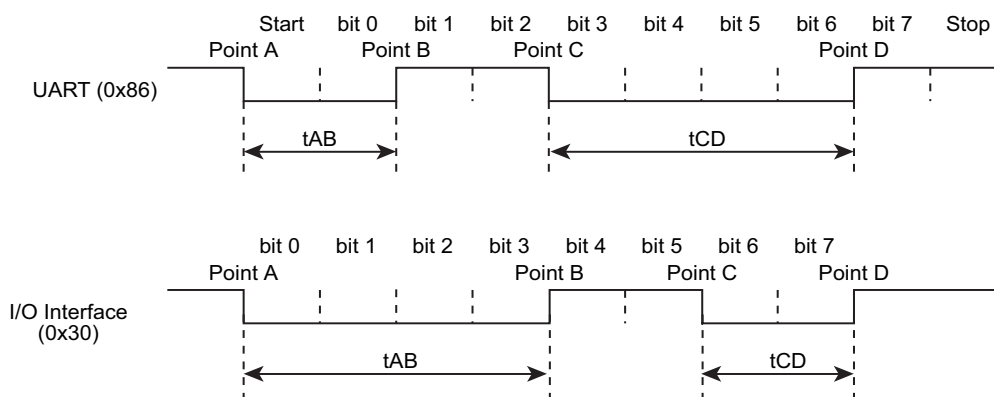 Start bit 0 bit 1 bit 2 bit 3 bit 4 bit 5 bit 6 bit 7 Stop
Point A Point B Point C Point D
UART (0x86)
tAB tCD
bit 0 bit 1 bit 2 bit 3 bit 4 bit 5 bit 6 bit 7
Point A Point B Point C Point D
I/O Interface
(0x30)
tAB tCD